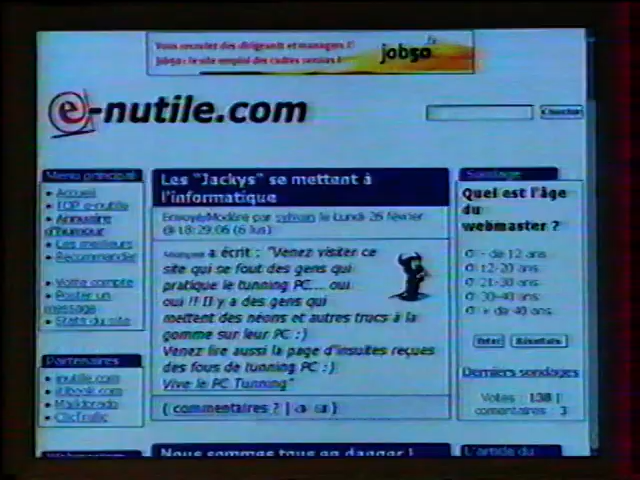 Vous recrutez des dirigeants et managers ?
job50 : le site emploi des cadres seniors !
job50
e-nutile.com
Chercher
Menu principal
Accueil
TOP e-nutile
Annuaire
d'humour
Les meilleurs
Recommander
Votre compte
Poster un
message
Stats du site
Partenaires
inutile.com
Maildorado
ClicTrafic
Les "Jackys" se mettent à
l'informatique
Envoyé/Modéré par sylvain le Lundi 26 février
@ 18:29:06 (6 lus)
a écrit : "Venez visiter ce
site qui se fout des gens qui
pratique le tunning PC... oui
oui !! Il y a des gens qui
mettent des néons et autres trucs à la
gomme sur leur PC :)
Venez lire aussi la page d'insultes reçues
des fous de tunning PC :)
Vive le PC Tunning"
( commentaires ? | )
Nous sommes tous en danger !
Sondage
Quel est l'âge
du
webmaster ?
- de 12 ans
12-20 ans
21-30 ans
30-40 ans
+ de 40 ans
Voter
Résultats
Derniers sondages
Votes : 138 |
commentaires : 3
L'article du